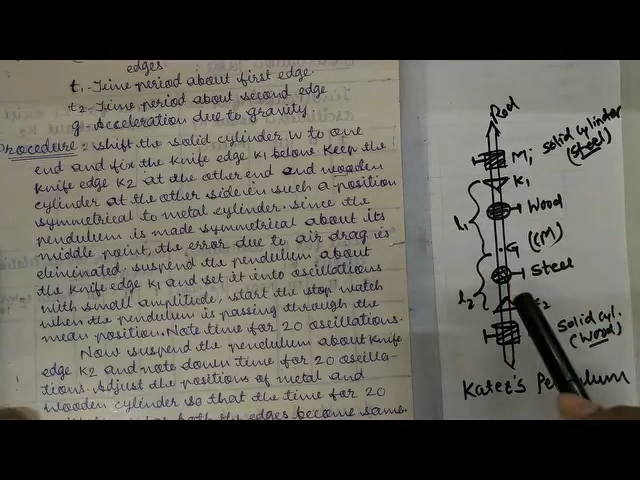 edges.
t1 - Time period about first edge.
t2 - Time period about second edge
g - Acceleration due to gravity
Procedure: Shift the solid cylinder W to one
end and fix the knife edge K1 below Keep the
knife edge K2 at the other end and wooden
cylinder at the other side in such a position
symmetrical to metal cylinder. Since the
pendulum is made symmetrical about its
middle point, the error due to air drag is
eliminated, suspend the pendulum about
the knife edge K1 and set it into oscillations
with small amplitude, start the stop watch
when the pendulum is passing through the
mean position. Note time for 20 oscillations.
Now suspend the pendulum about Knife
edge K2 and note down time for 20 oscilla-
tions. Adjust the positions of metal and
wooden cylinder so that the time for 20
both the edges become same.
Rod
M, solid cylinder
(Steel)
K1
Wood
l1
G (CM)
Steel
l2
solid cyl.
(Wood)
Kater's Pendulum